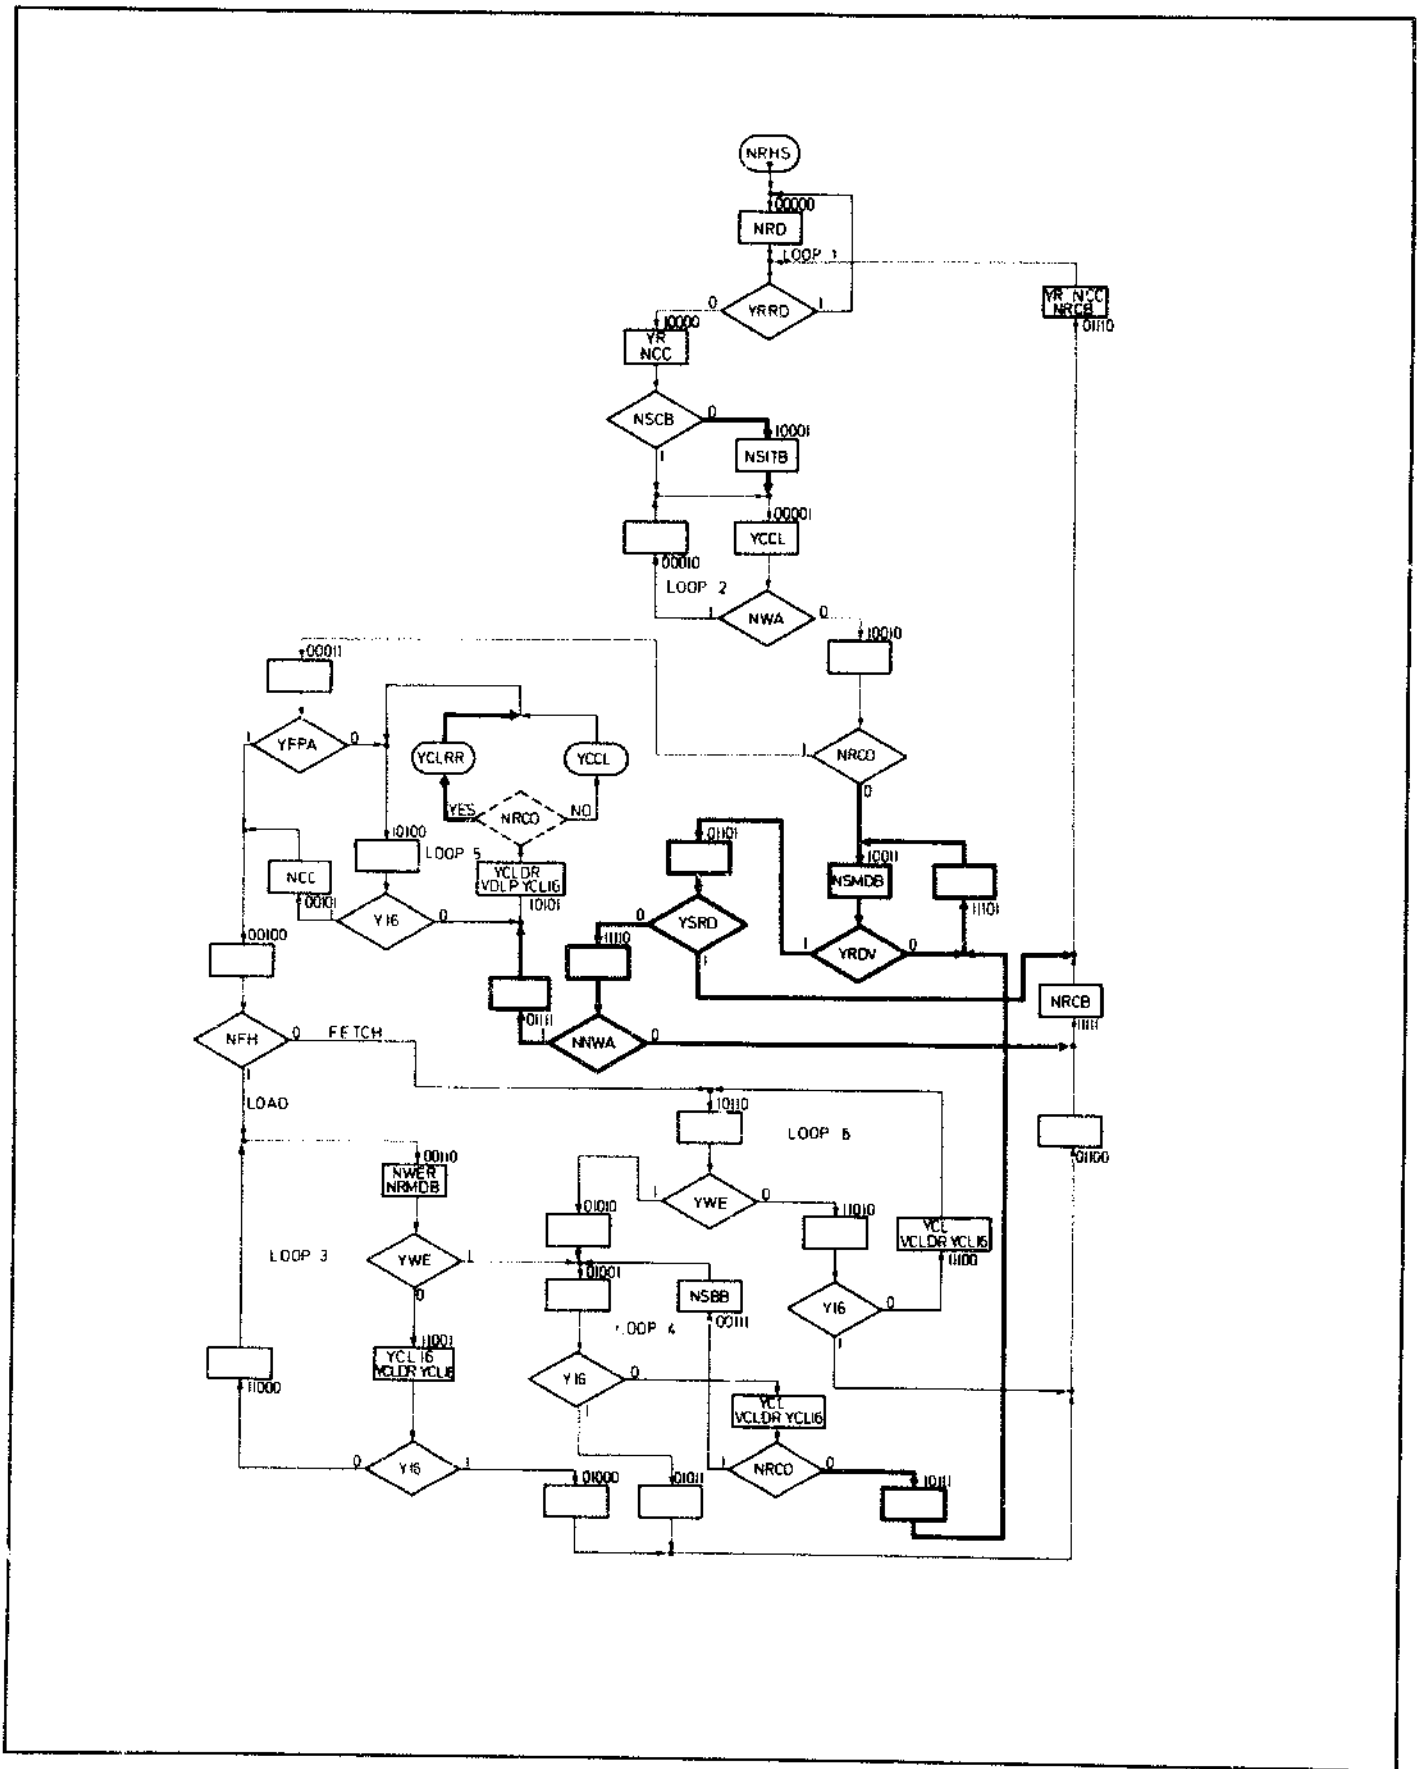 NRHS
00000
NRD
LOOP 1
YR NCC
NRCB
01110
0
YRRD
1
10000
YR
NCC
NSCB
0
1
10001
NSITB
00001
YCCL
00010
LOOP 2
1
NWA
0
10010
00011
1
YFPA
0
YCLRR
YCCL
1
NRCO
0
YES
NRCO
NO
10100
LOOP 5
01101
10011
NSMDB
11101
NCC
00101
YCLDR
VDLP YCL16
10101
Y16
0
0
YSRD
1
1
YRDV
0
00100
11110
01111
NRCB
11111
NFH
0
FETCH
1
1
NNWA
0
LOAD
10110
LOOP 6
01100
00110
NWER
NRMDB
1
YWE
0
01010
11010
YCL
VCLDR YCL16
11100
LOOP 3
YWE
1
0
01001
NSBB
00111
Y16
0
1
LOOP 4
11001
YCL 16
YCLDR YCL16
11000
Y16
0
1
YCL
VCLDR YCL16
0
Y16
1
1
NRCO
0
01000
01011
10111